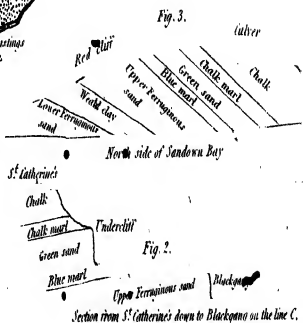 Fig. 3.
Culver
Red Cliff
Chalk
Chalk marl
Green sand
Blue marl
Upper Ferruginous
sand
Weald clay
Lower Ferruginous
sand
North side of Sandown Bay
St. Catherine's
Chalk
Chalk marl
Undercliff
Green sand
Fig. 2.
Blue marl
Upper Ferruginous sand
Section from St. Catherine's down to Blackgang on the line C.